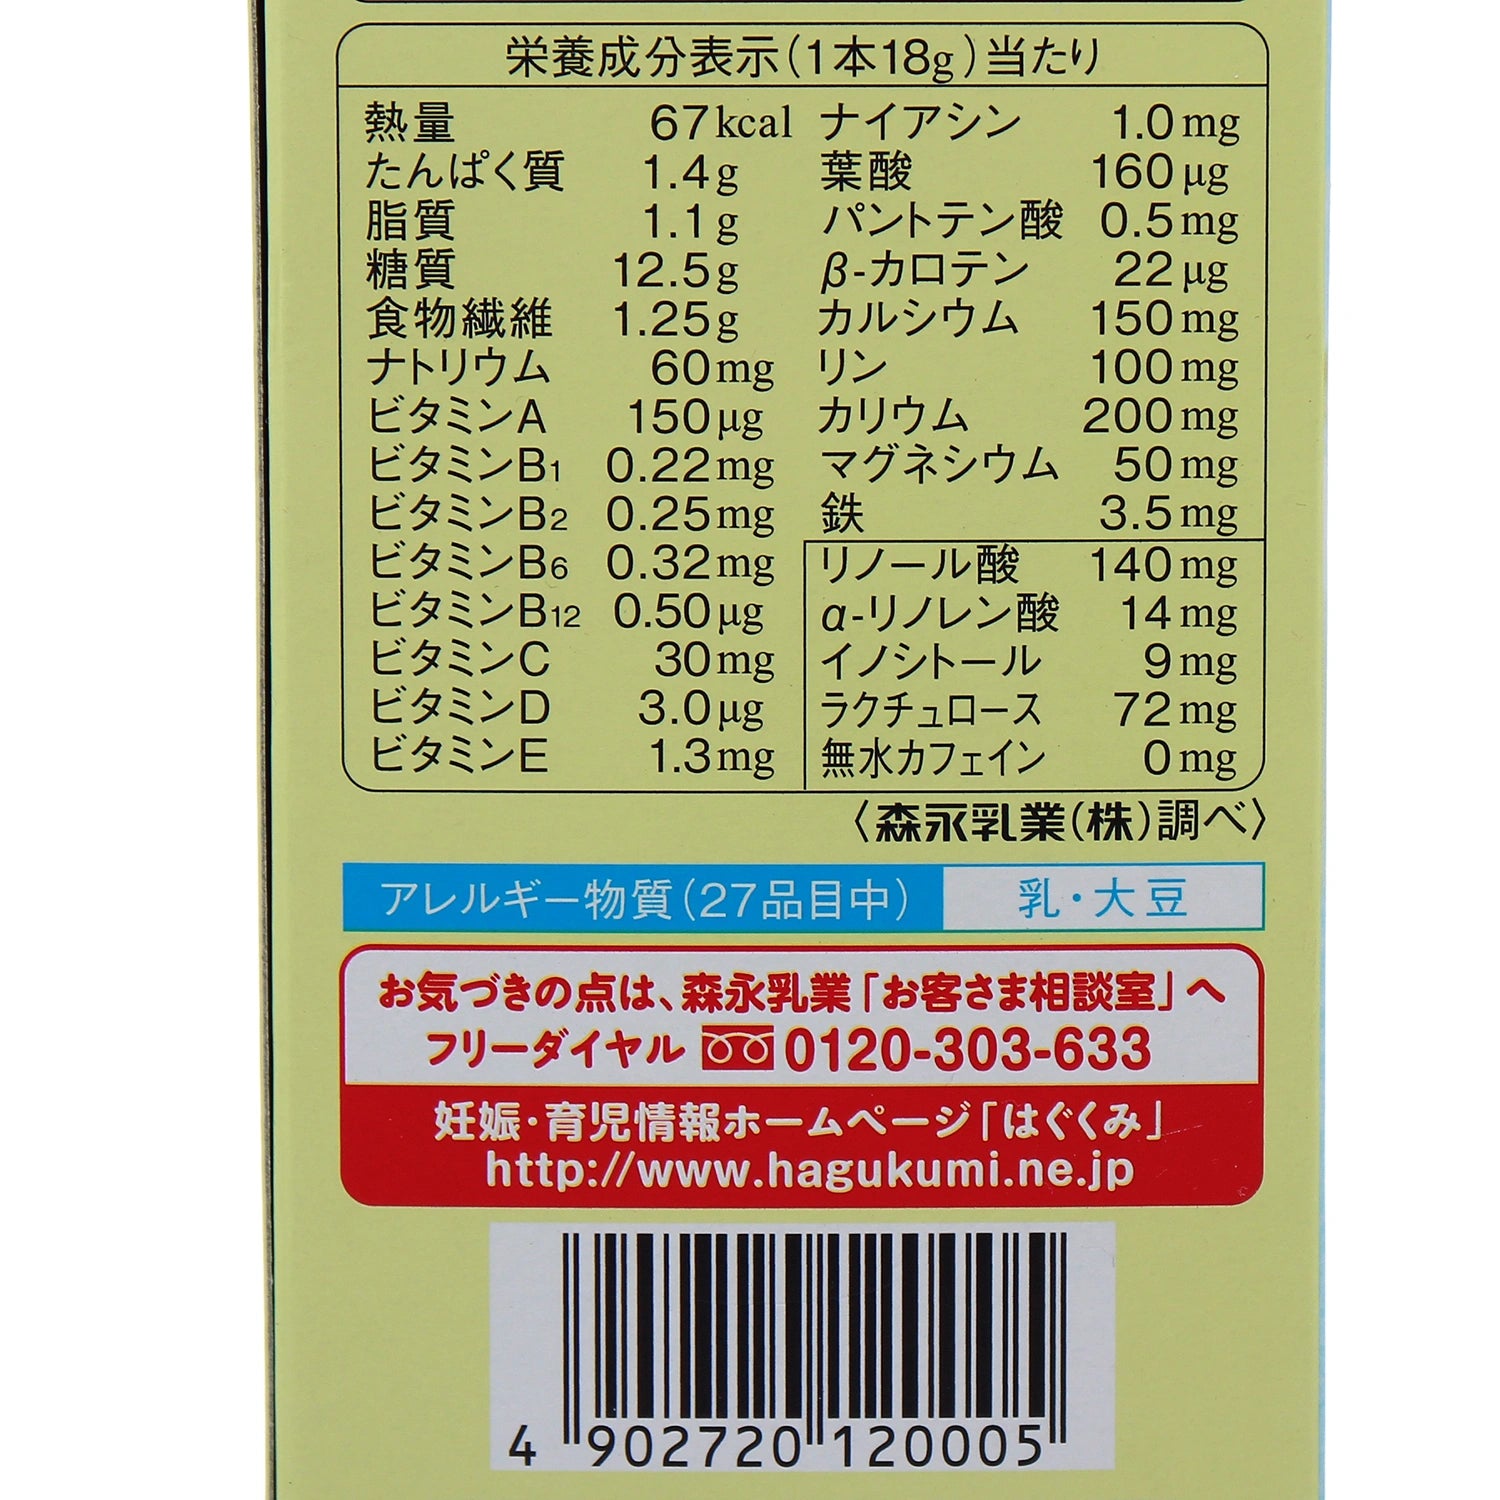 栄養成分表示(1本18g)当たり
熱量 67kcal
たんぱく質 1.4g
脂質 1.1g
糖質 12.5g
食物繊維 1.25g
ナトリウム 60mg
ビタミンA 150μg
ビタミンB1 0.22mg
ビタミンB2 0.25mg
ビタミンB6 0.32mg
ビタミンB12 0.50μg
ビタミンC 30mg
ビタミンD 3.0μg
ビタミンE 1.3mg
ナイアシン 1.0mg
葉酸 160μg
パントテン酸 0.5mg
β-カロテン 22μg
カルシウム 150mg
リン 100mg
カリウム 200mg
マグネシウム 50mg
鉄 3.5mg
リノール酸 140mg
α-リノレン酸 14mg
イノシトール 9mg
ラクチュロース 72mg
無水カフェイン 0mg
〈森永乳業(株)調べ〉
アレルギー物質(27品目中) 乳・大豆
お気づきの点は、森永乳業「お客さま相談室」へ
フリーダイヤル 0120-303-633
妊娠・育児情報ホームページ「はぐくみ」
http://www.hagukumi.ne.jp
4 902720 120005